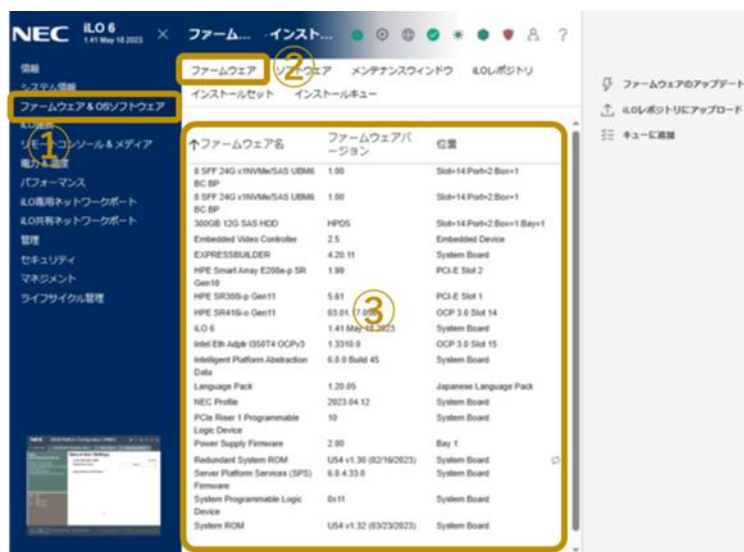 NEC iLO 6
1.41 May 18 2023
ファーム... ·インスト...
?
情報
システム情報
ファームウェア & OSソフトウェア
リモートコンソール & メディア
電力 & 温度
パフォーマンス
iLO専用ネットワークポート
iLO共有ネットワークポート
管理
セキュリティ
マネジメント
ライフサイクル管理
①
②
③
ファームウェア ソフトウェア メンテナンスウィンドウ iLOレポジトリ
インストールセット インストールキュー
↑ファームウェア名 ファームウェアバージョン 位置
8 SFF 24G x1NVMe/SAS UBM6 BC BP 1.00 Slot=14:Port=2:Box=1
8 SFF 24G x1NVMe/SAS UBM6 BC BP 1.00 Slot=14:Port=2:Box=1
300GB 12G SAS HDD HPD5 Slot=14:Port=2:Box=1:Bay=1
Embedded Video Controller 2.5 Embedded Device
EXPRESSBUILDER 4.20.11 System Board
HPE Smart Array E208e-p SR Gen10 1.99 PCI-E Slot 2
HPE SR308i-p Gen11 5.61 PCI-E Slot 1
HPE SR416i-o Gen11 03.01 OCP 3.0 Slot 14
iLO 6 1.41 May 18 2023 System Board
Intel Eth Adptr I350T4 OCPv3 1.3310.0 OCP 3.0 Slot 15
Intelligent Platform Abstraction Data 6.0.0 Build 45 System Board
Language Pack 1.20.05 Japanese Language Pack
NEC Profile 2023.04.12 System Board
PCIe Riser 1 Programmable Logic Device 10 System Board
Power Supply Firmware 2.00 Bay 1
Redundant System ROM U54 v1.30 (02/16/2023) System Board
Server Platform Services (SPS) Firmware 6.0.4.33.0 System Board
System Programmable Logic Device 0x11 System Board
System ROM U54 v1.32 (03/23/2023) System Board
ファームウェアのアップデート
iLOレポジトリにアップロード
キューに追加
NEC